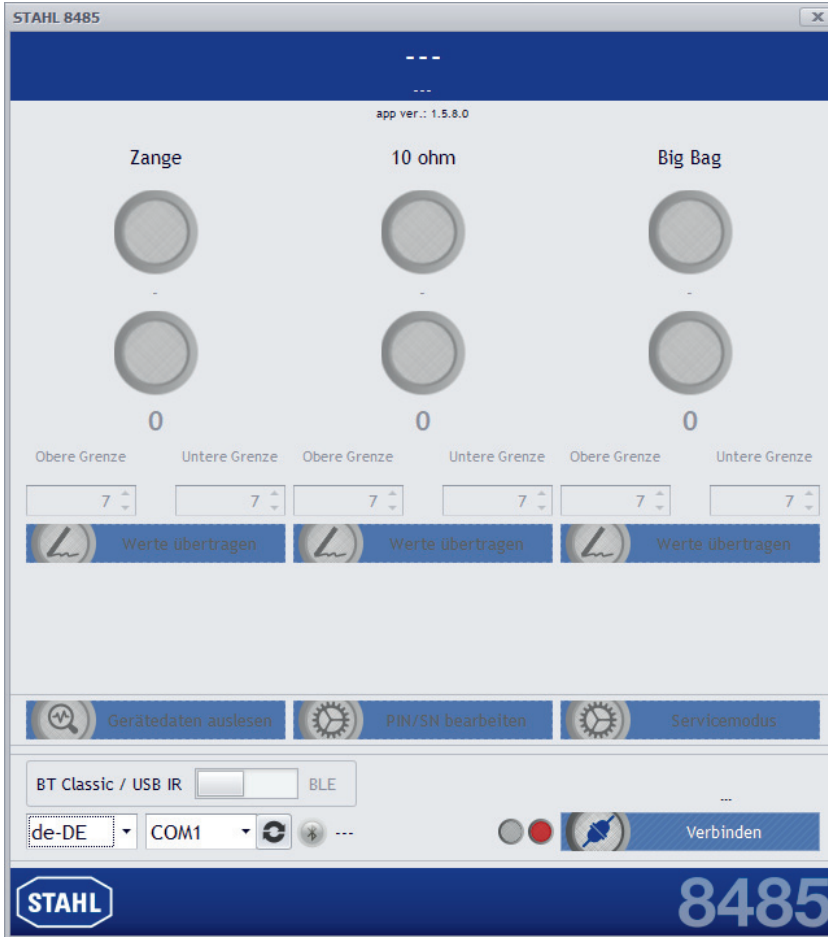 STAHL 8485
---
---
app ver.: 1.5.8.0
Zange 10 ohm Big Bag
- - -
0 0 0
Obere Grenze Untere Grenze Obere Grenze Untere Grenze Obere Grenze Untere Grenze
7 7 7 7 7 7
Werte übertragen Werte übertragen Werte übertragen
Gerätedaten auslesen PIN/SN bearbeiten Servicemodus
BT Classic / USB IR BLE
---
de-DE COM1 --- Verbinden
STAHL 8485